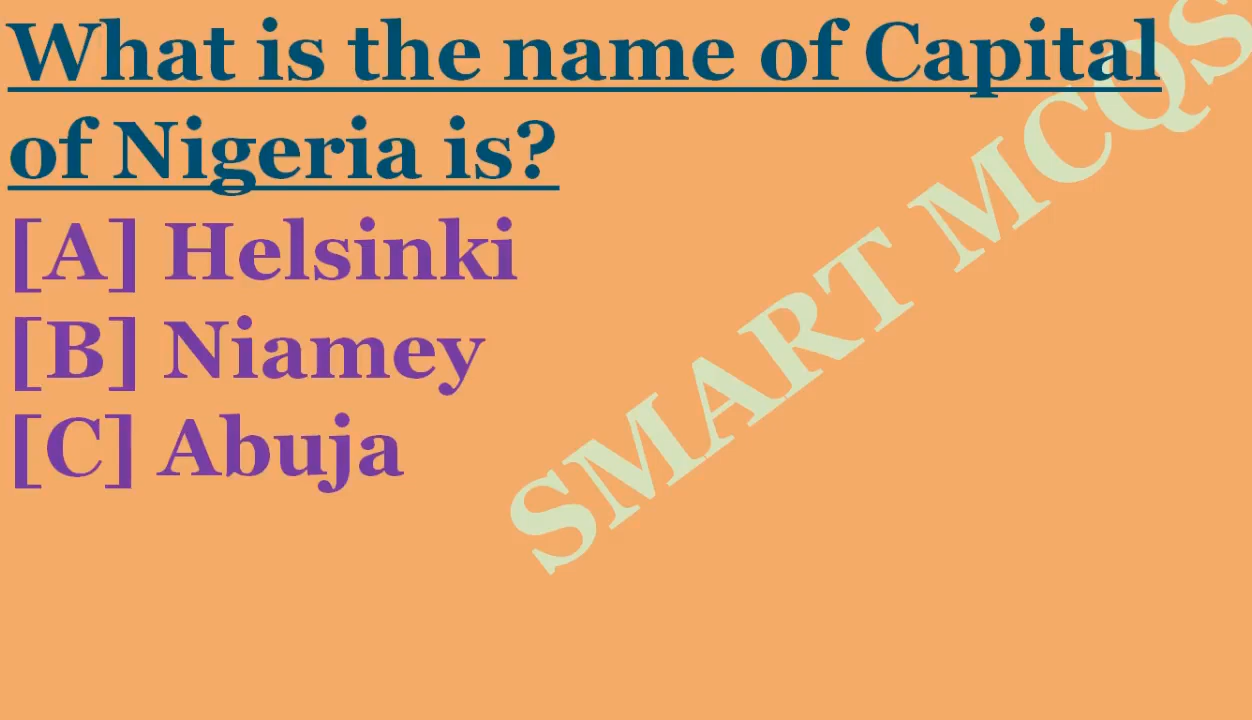 What is the name of Capital
of Nigeria is?
[A] Helsinki
[B] Niamey
[C] Abuja
SMART MCQS